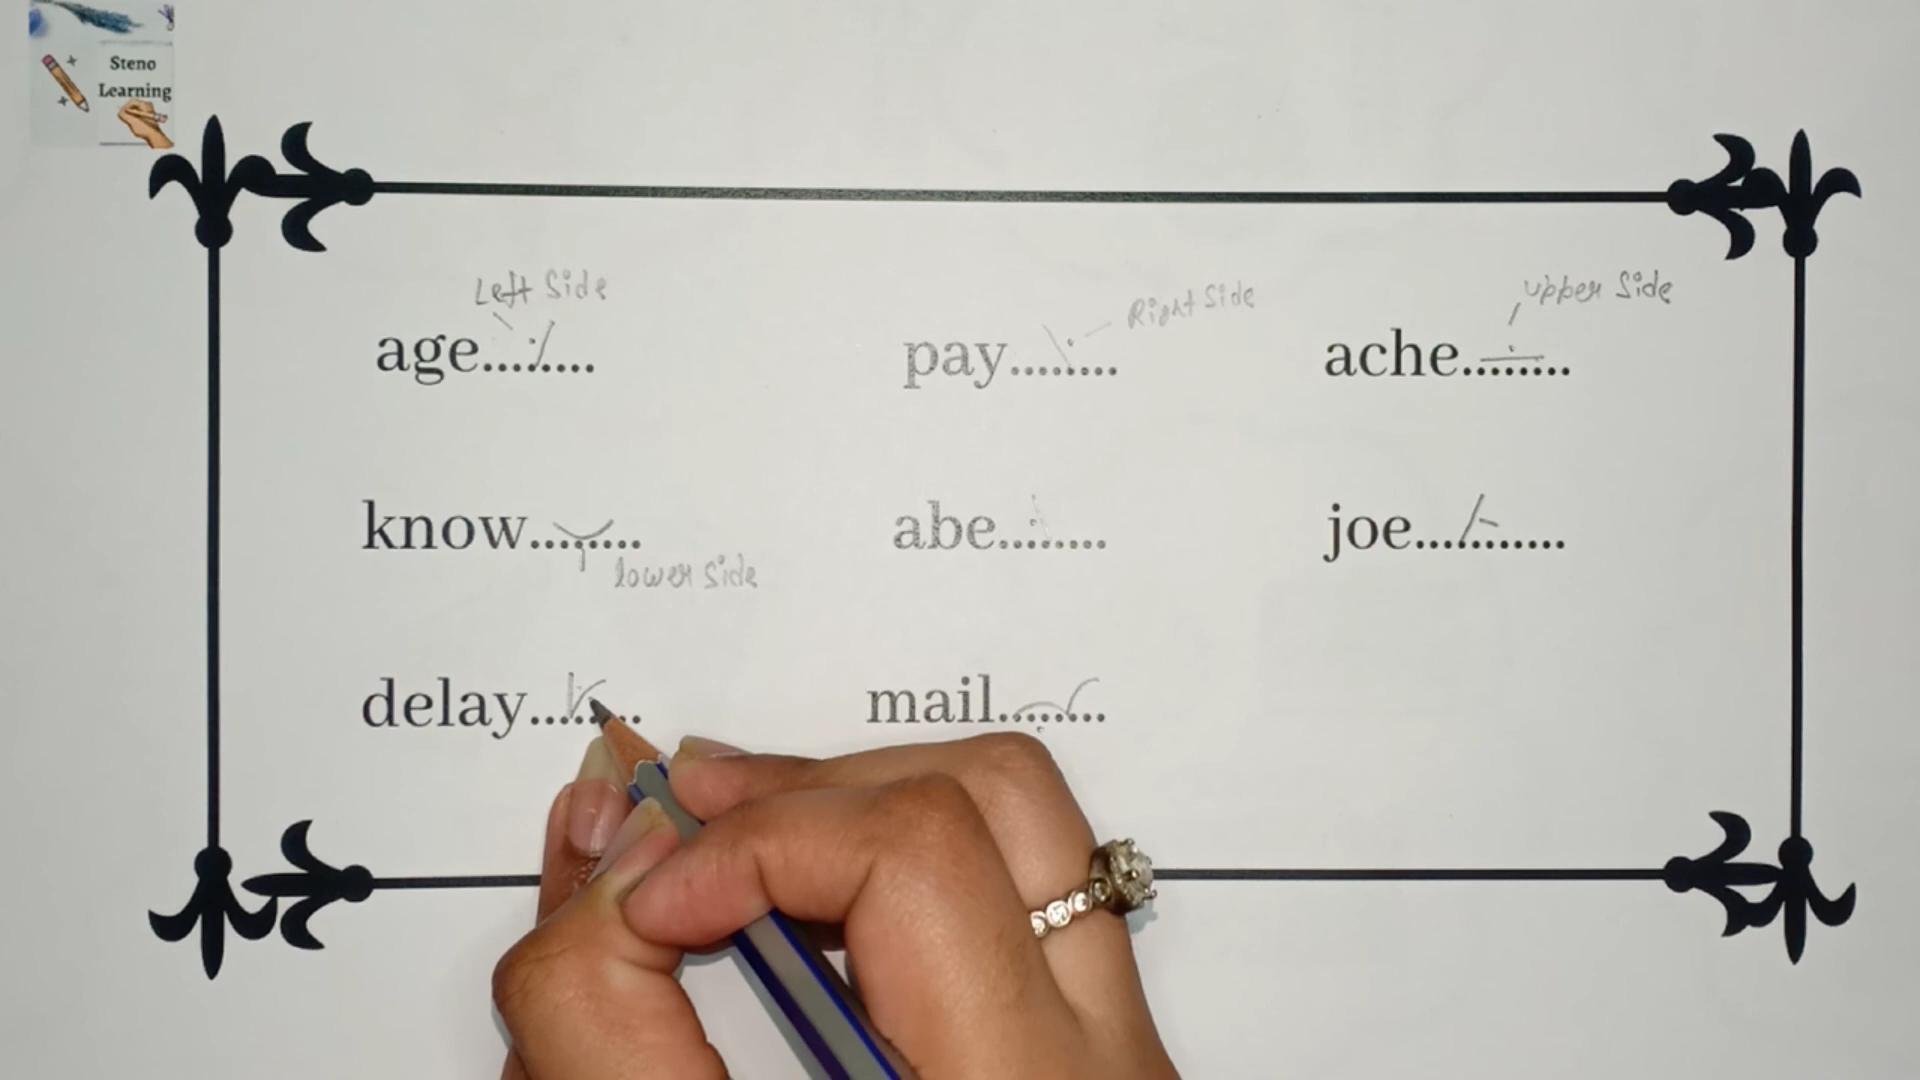 Steno
Learning
Left Side
Right Side
upper Side
age........
pay........
ache........
know........
abe........
joe...........
lower Side
delay........
mail........